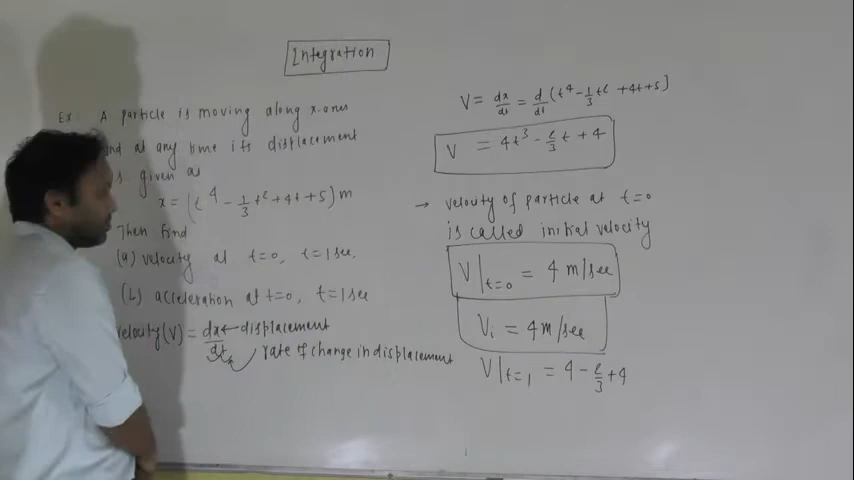 Integration
Ex: A particle is moving along x-axis
and at any time its displacement
is given as
x = (t⁴ - 1/3 t² + 4t + 5) m
Then find
(a) velocity at t=0, t=1 sec.
(b) acceleration at t=0, t=1 sec
velocity (V) = dx/dt ← displacement
rate of change in displacement
V = dx/dt = d/dt (t⁴ - 1/3 t² + 4t + 5)
V = 4t³ - 2/3 t + 4
→ velocity of particle at t=0
is called initial velocity
V|t=0 = 4 m/sec
Vi = 4 m/sec
V|t=1 = 4 - 2/3 + 4